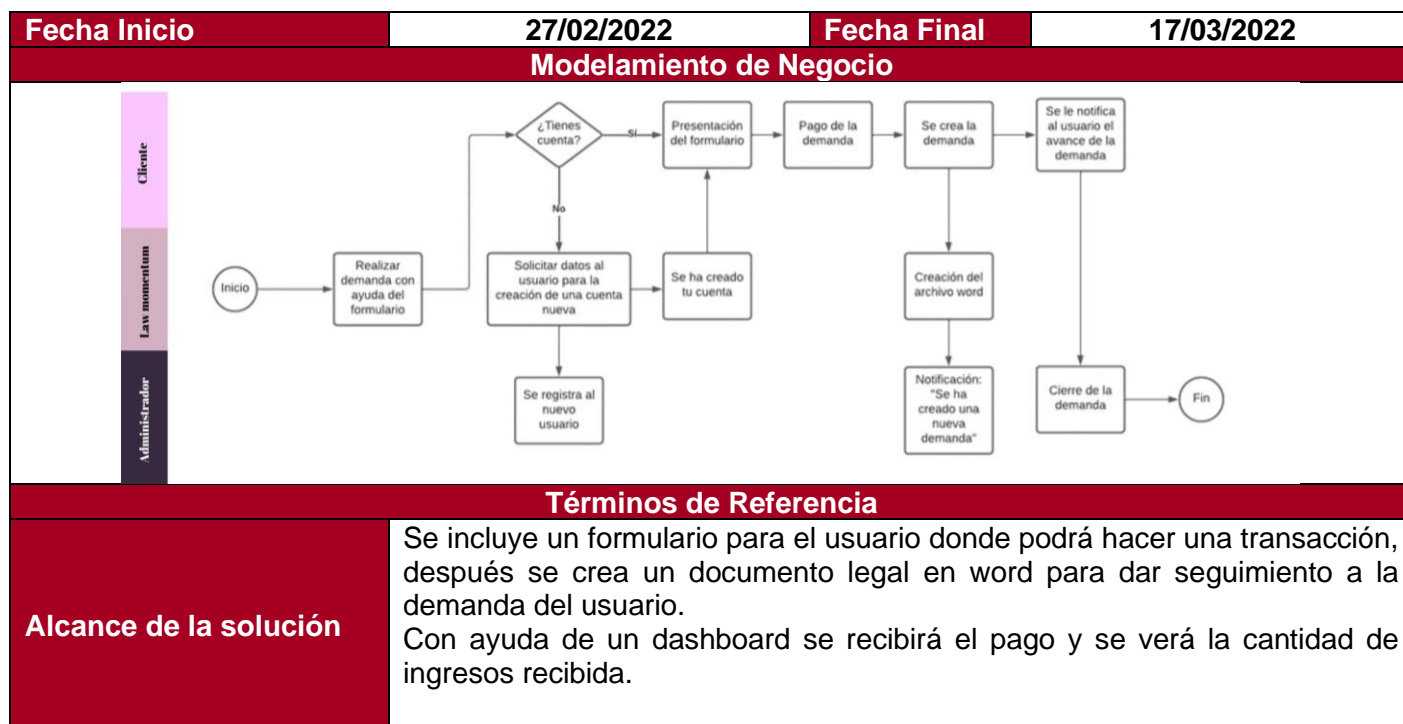 Fecha Inicio 27/02/2022 Fecha Final 17/03/2022
Modelamiento de Negocio
Cliente
¿Tienes
cuenta?
Sí
No
Presentación
del formulario
Pago de la
demanda
Se crea la
demanda
Se le notifica
al usuario el
avance de la
demanda
Law momentum
Inicio
Realizar
demanda con
ayuda del
formulario
Solicitar datos al
usuario para la
creación de una cuenta
nueva
Se ha creado
tu cuenta
Creación del
archivo word
Administrador
Se registra al
nuevo
usuario
Notificación:
"Se ha
creado una
nueva
demanda"
Cierre de la
demanda
Fin
Términos de Referencia
Alcance de la solución
Se incluye un formulario para el usuario donde podrá hacer una transacción,
después se crea un documento legal en word para dar seguimiento a la
demanda del usuario.
Con ayuda de un dashboard se recibirá el pago y se verá la cantidad de
ingresos recibida.